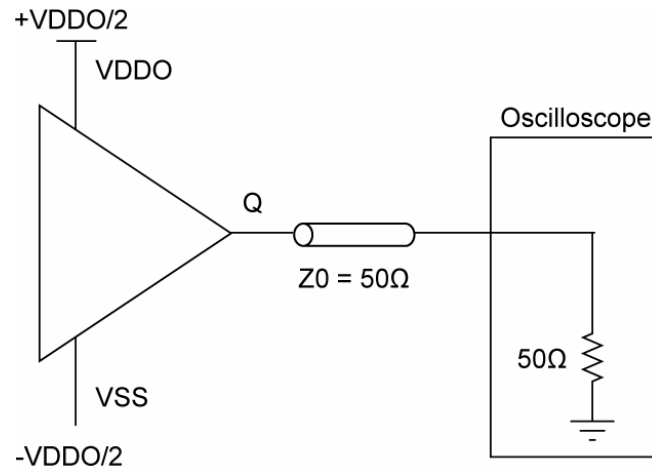 +VDDO/2
VDDO
Oscilloscope
Q
Z0 = 50Ω
50Ω
VSS
-VDDO/2